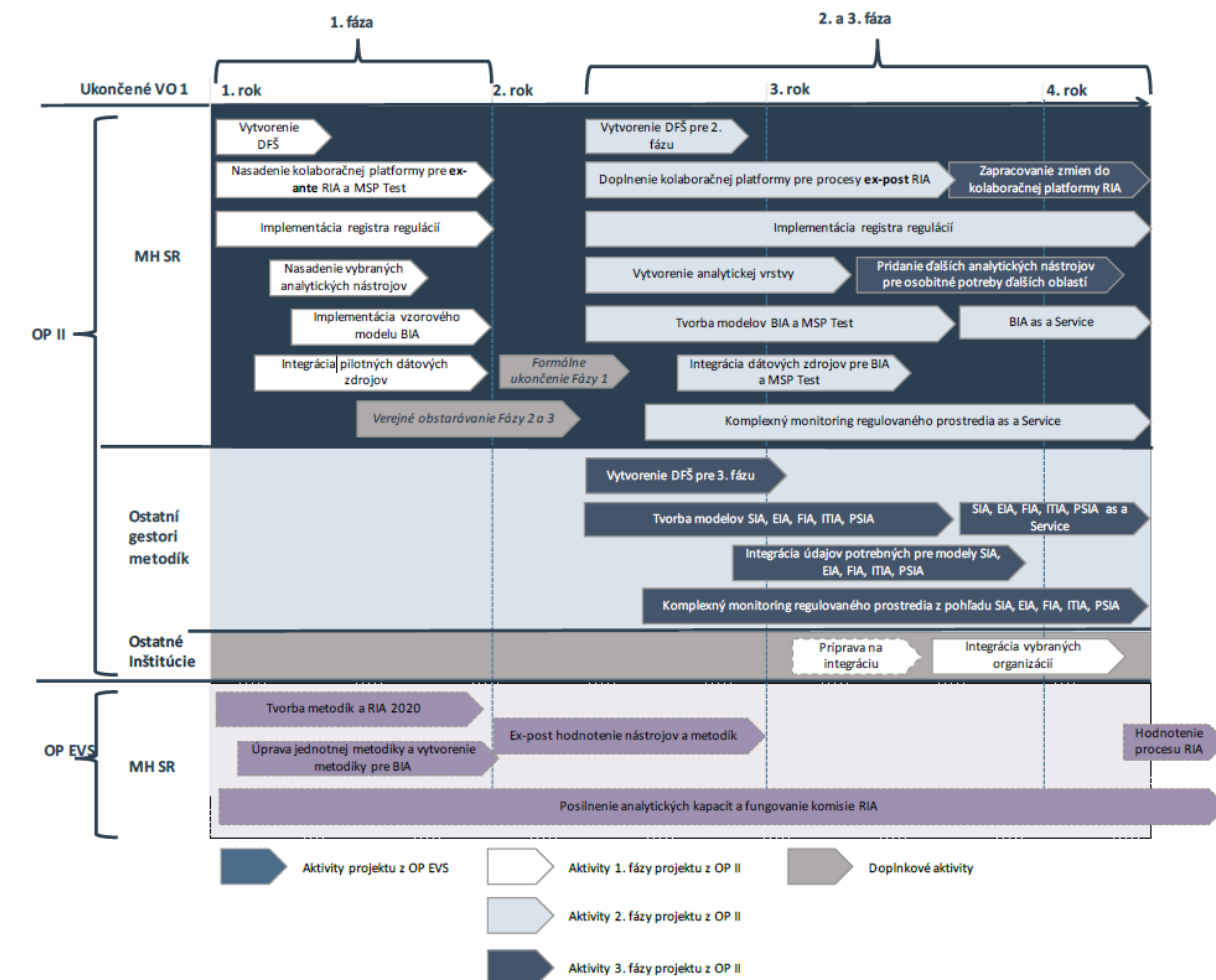 1. fáza
2. a 3. fáza
Ukončené VO 1
1. rok
2. rok
3. rok
4. rok
OP II
MH SR
Vytvorenie
DFŠ
Vytvorenie DFŠ pre 2.
fázu
Nasadenie kolaboračnej platformy pre ex-
ante RIA a MSP Test
Doplnenie kolaboračnej platformy pre procesy ex-post RIA
Zapracovanie zmien do
kolaboračnej platformy RIA
Implementácia registra regulácií
Implementácia registra regulácií
Nasadenie vybraných
analytických nástrojov
Vytvorenie analytickej vrstvy
Pridanie ďalších analytických nástrojov
pre osobitné potreby ďalších oblastí
Implementácia vzorového
modelu BIA
Tvorba modelov BIA a MSP Test
BIA as a Service
Integrácia pilotných dátových
zdrojov
Formálne
ukončenie Fázy 1
Integrácia dátových zdrojov pre BIA
a MSP Test
Verejné obstarávanie Fázy 2 a 3
Komplexný monitoring regulovaného prostredia as a Service
Ostatní
gestori
metodík
Vytvorenie DFŠ pre 3. fázu
Tvorba modelov SIA, EIA, FIA, ITIA, PSIA
SIA, EIA, FIA, ITIA, PSIA as a
Service
Integrácia údajov potrebných pre modely SIA,
EIA, FIA, ITIA, PSIA
Komplexný monitoring regulovaného prostredia z pohľadu SIA, EIA, FIA, ITIA, PSIA
Ostatné
Inštitúcie
Príprava na
integráciu
Integrácia vybraných
organizácií
OP EVS
MH SR
Tvorba metodík a RIA 2020
Ex-post hodnotenie nástrojov a metodík
Hodnotenie
procesu RIA
Úprava jednotnej metodiky a vytvorenie
metodiky pre BIA
Posilnenie analytických kapacít a fungovanie komisie RIA
Aktivity projektu z OP EVS
Aktivity 1. fázy projektu z OP II
Doplnkové aktivity
Aktivity 2. fázy projektu z OP II
Aktivity 3. fázy projektu z OP II